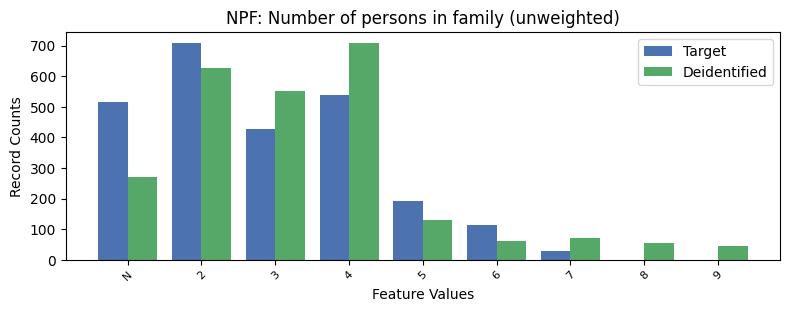 NPF: Number of persons in family (unweighted)
Target
Deidentified
Record Counts
700
600
500
400
300
200
100
0
N 2 3 4 5 6 7 8 9
Feature Values